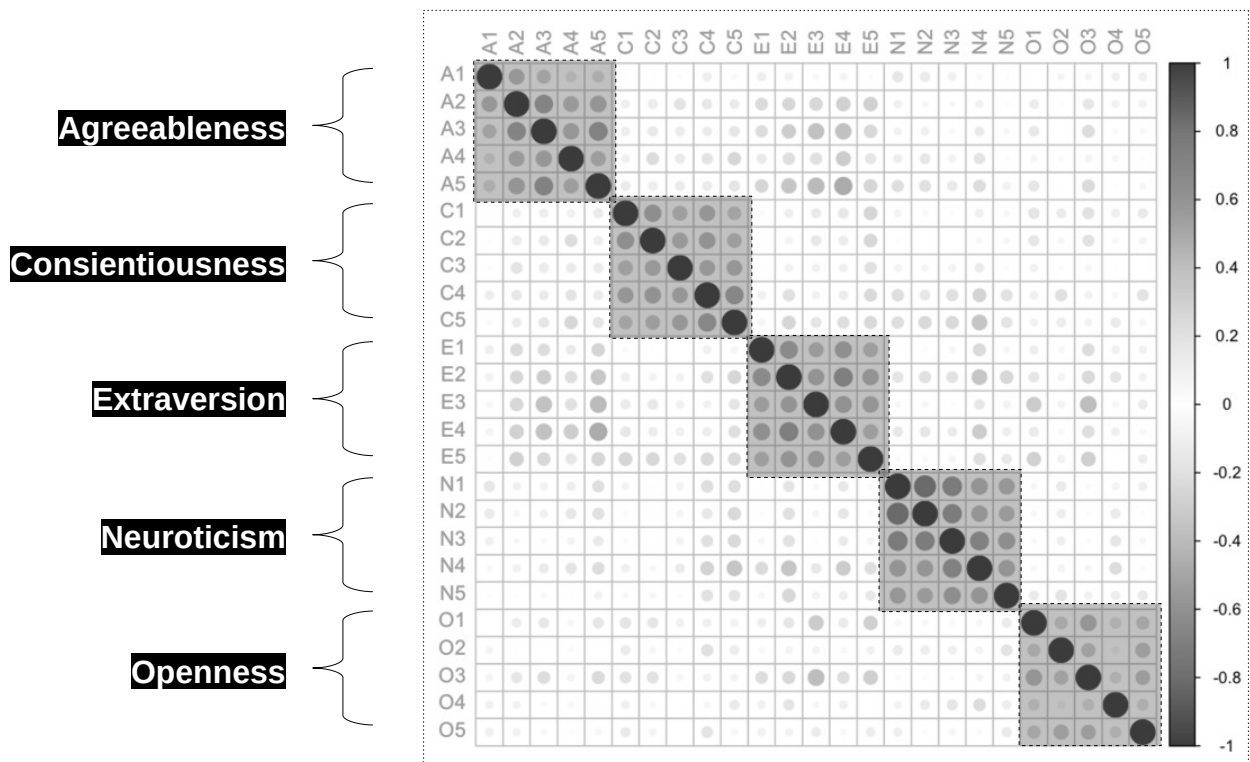 A1 A2 A3 A4 A5 C1 C2 C3 C4 C5 E1 E2 E3 E4 E5 N1 N2 N3 N4 N5 O1 O2 O3 O4 O5
A1
A2
A3
A4
A5
C1
C2
C3
C4
C5
E1
E2
E3
E4
E5
N1
N2
N3
N4
N5
O1
O2
O3
O4
O5
Agreeableness
Consientiousness
Extraversion
Neuroticism
Openness
1
0.8
0.6
0.4
0.2
0
-0.2
-0.4
-0.6
-0.8
-1